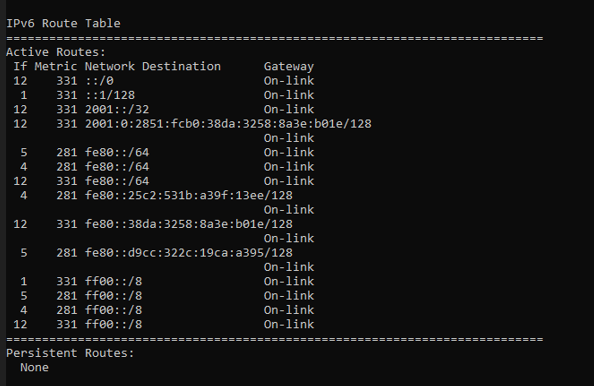 IPv6 Route Table
===========================================================================
Active Routes:
 If Metric Network Destination      Gateway
 12    331 ::/0                     On-link
  1    331 ::1/128                  On-link
 12    331 2001::/32                On-link
 12    331 2001:0:2851:fcb0:38da:3258:8a3e:b01e/128
                                    On-link
  5    281 fe80::/64                On-link
  4    281 fe80::/64                On-link
 12    331 fe80::/64                On-link
  4    281 fe80::25c2:531b:a39f:13ee/128
                                    On-link
 12    331 fe80::38da:3258:8a3e:b01e/128
                                    On-link
  5    281 fe80::d9cc:322c:19ca:a395/128
                                    On-link
  1    331 ff00::/8                 On-link
  5    281 ff00::/8                 On-link
  4    281 ff00::/8                 On-link
 12    331 ff00::/8                 On-link
===========================================================================
Persistent Routes:
  None